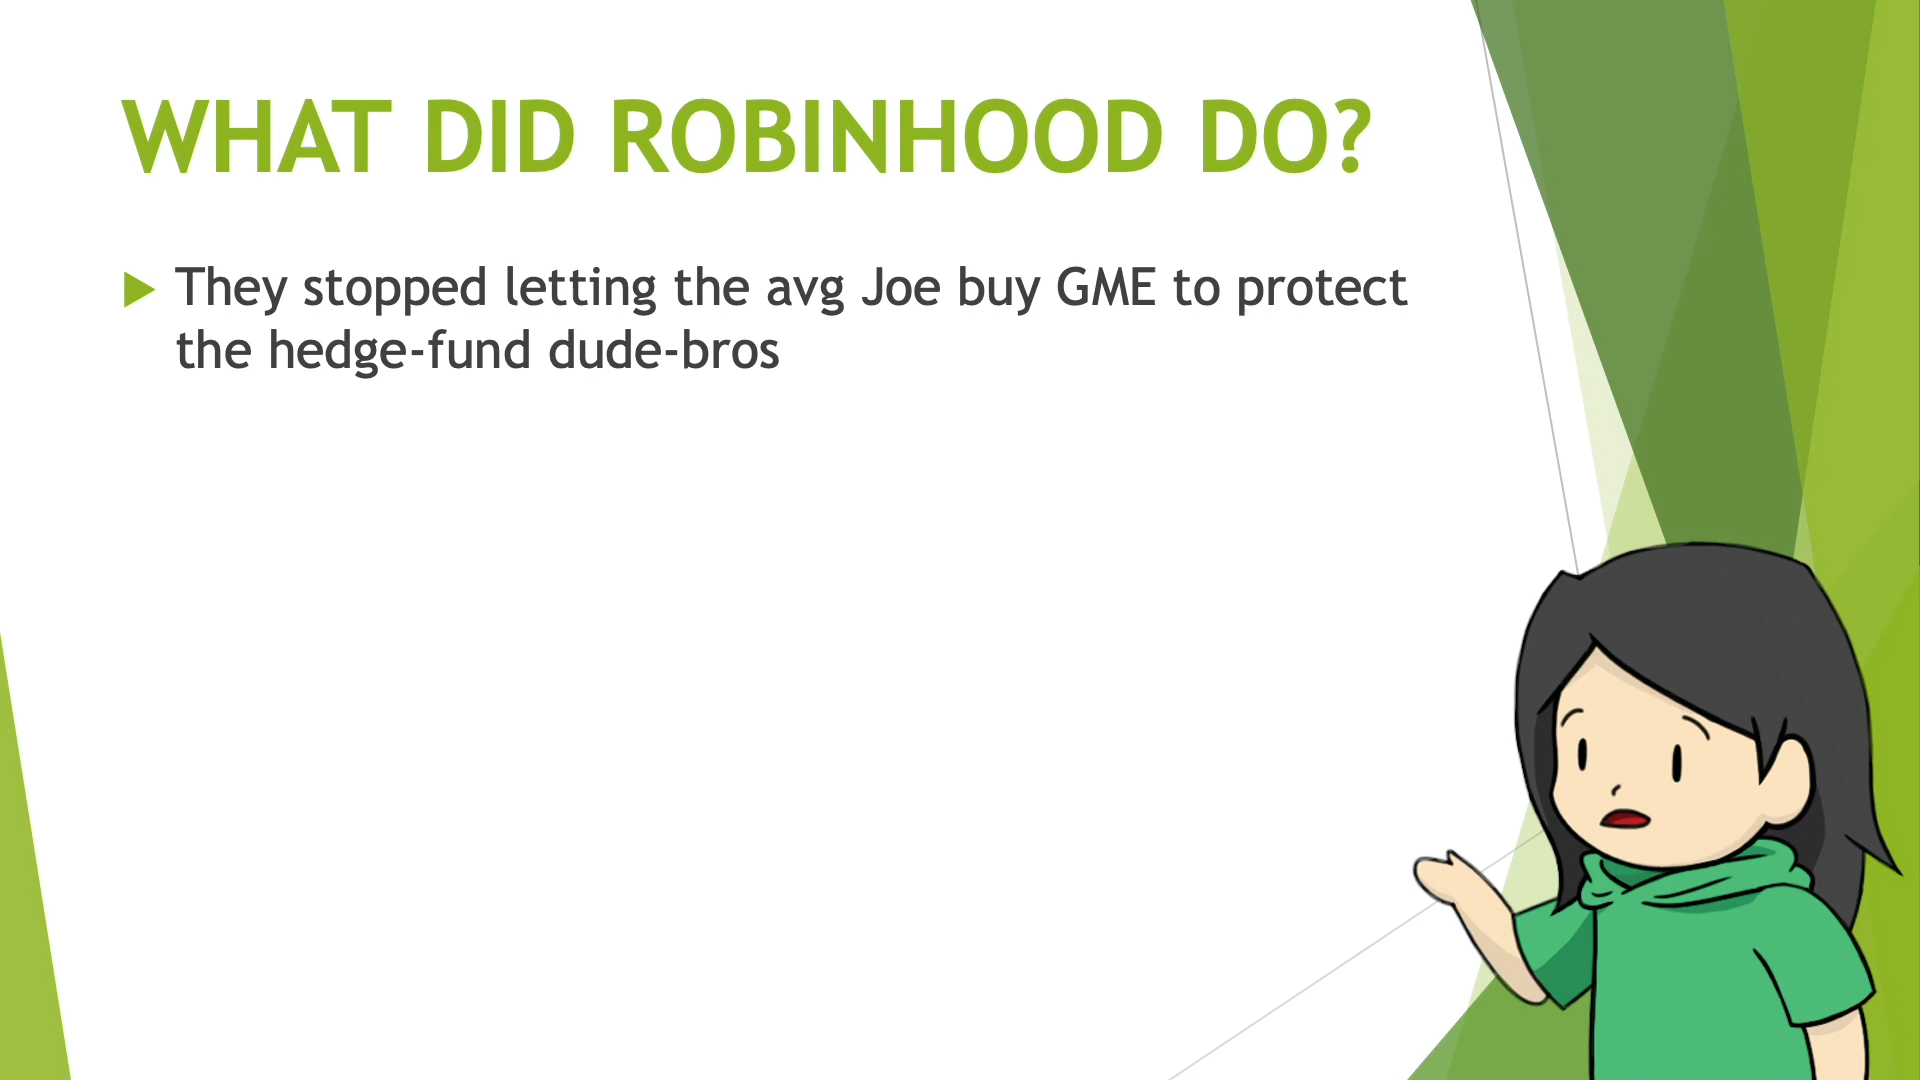 WHAT DID ROBINHOOD DO?
They stopped letting the avg Joe buy GME to protect
the hedge-fund dude-bros